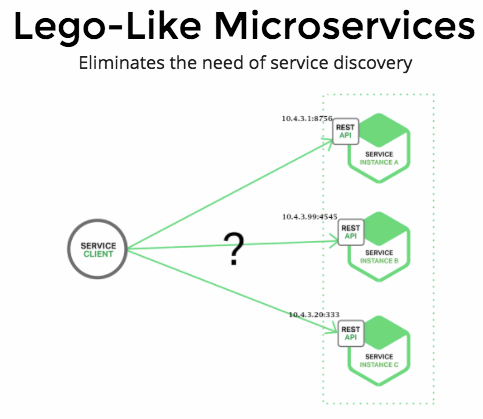 Lego-Like Microservices
Eliminates the need of service discovery
10.4.3.1:8756
REST
API
SERVICE
INSTANCE A
10.4.3.99:4545
REST
API
SERVICE
INSTANCE B
SERVICE
CLIENT
?
10.4.3.20:333
REST
API
SERVICE
INSTANCE C